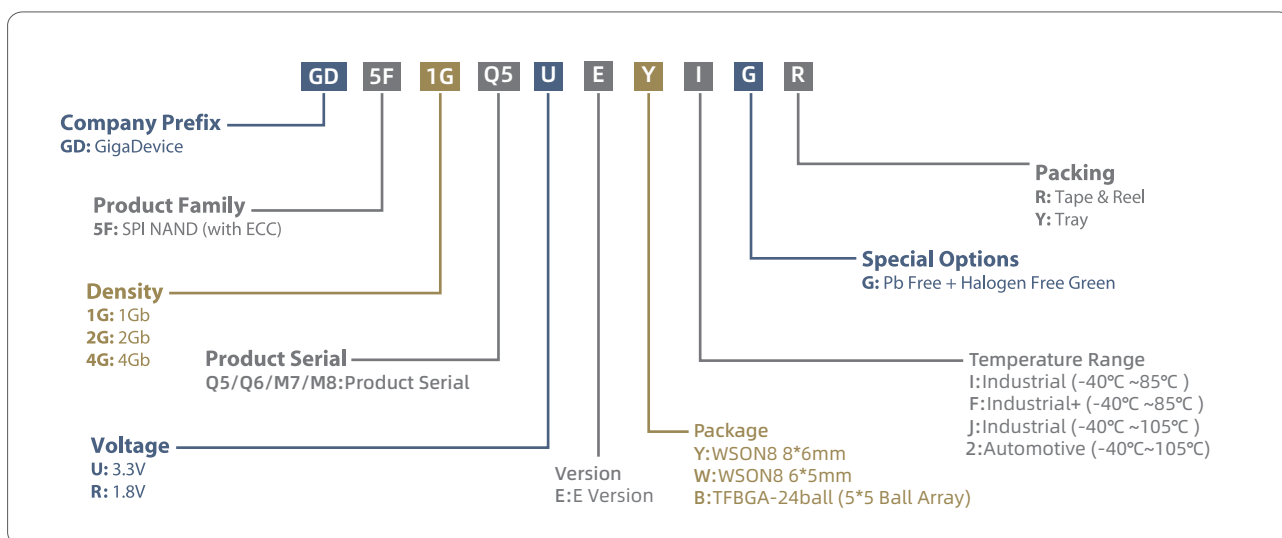 GD 5F 1G Q5 U E Y I G R
Company Prefix
GD: GigaDevice
Product Family
5F: SPI NAND (with ECC)
Density
1G: 1Gb
2G: 2Gb
4G: 4Gb
Product Serial
Q5/Q6/M7/M8:Product Serial
Voltage
U: 3.3V
R: 1.8V
Version
E:E Version
Package
Y:WSON8 8*6mm
W:WSON8 6*5mm
B:TFBGA-24ball (5*5 Ball Array)
Temperature Range
I:Industrial (-40℃ ~85℃ )
F:Industrial+ (-40℃ ~85℃ )
J:Industrial (-40℃ ~105℃ )
2:Automotive (-40℃~105℃)
Special Options
G: Pb Free + Halogen Free Green
Packing
R: Tape & Reel
Y: Tray